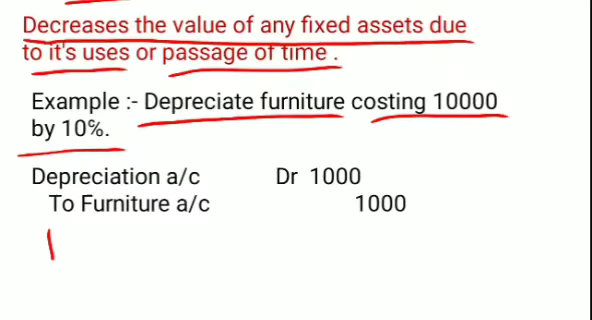 Decreases the value of any fixed assets due
to it's uses or passage of time .
Example :- Depreciate furniture costing 10000
by 10%.
Depreciation a/c Dr 1000
To Furniture a/c 1000